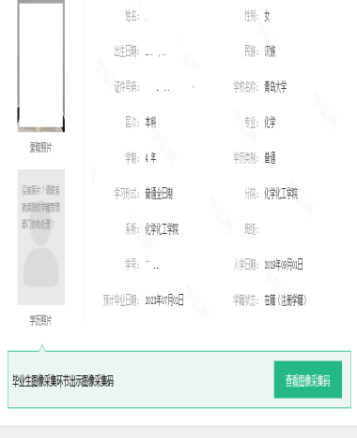 姓名：
性别： 女
出生日期：
民族： 汉族
证件号码：
学校名称： 青岛大学
层次： 本科
专业： 化学
录取照片
学制： 4 年
学历类别： 普通
没有照片？请联系
学习形式： 普通全日制
分院： 化学化工学院
系所： 化学化工学院
班级：
学号：
入学日期： 2019年09月01日
预计毕业日期： 2023年07月01日
学籍状态： 在籍（注册学籍）
学历照片
毕业生图像采集环节出示图像采集码
查看图像采集码